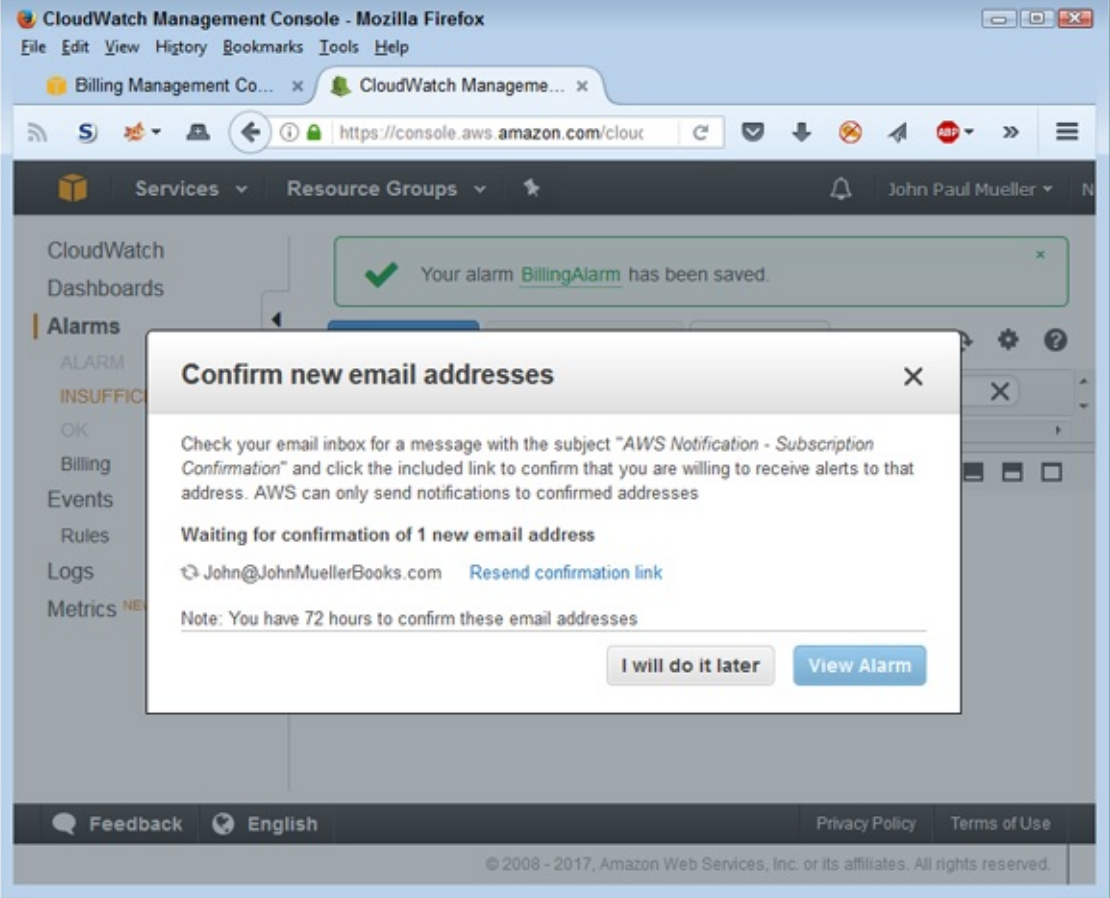 CloudWatch Management Console - Mozilla Firefox
File Edit View History Bookmarks Tools Help
Billing Management Co... CloudWatch Manageme...
S https://console.aws.amazon.com/clouc ABP
Services Resource Groups John Paul Mueller N
CloudWatch
Dashboards
Alarms
ALARM
INSUFFICI
OK
Billing
Events
Rules
Logs
Metrics NEW
Your alarm BillingAlarm has been saved.
Confirm new email addresses
Check your email inbox for a message with the subject "AWS Notification - Subscription
Confirmation" and click the included link to confirm that you are willing to receive alerts to that
address. AWS can only send notifications to confirmed addresses
Waiting for confirmation of 1 new email address
John@JohnMuellerBooks.com Resend confirmation link
Note: You have 72 hours to confirm these email addresses
I will do it later View Alarm
Feedback English Privacy Policy Terms of Use
© 2008 - 2017, Amazon Web Services, Inc. or its affiliates. All rights reserved.